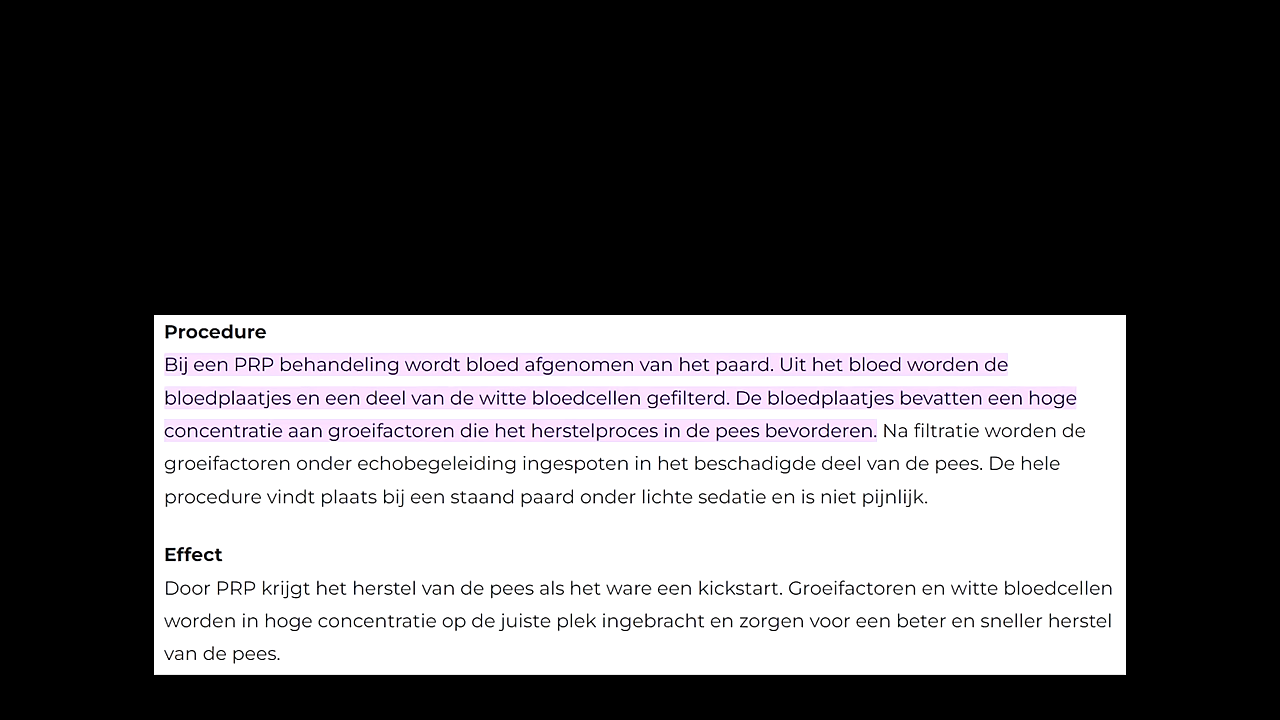 Procedure
Bij een PRP behandeling wordt bloed afgenomen van het paard. Uit het bloed worden de
bloedplaatjes en een deel van de witte bloedcellen gefilterd. De bloedplaatjes bevatten een hoge
concentratie aan groeifactoren die het herstelproces in de pees bevorderen. Na filtratie worden de
groeifactoren onder echobegeleiding ingespoten in het beschadigde deel van de pees. De hele
procedure vindt plaats bij een staand paard onder lichte sedatie en is niet pijnlijk.
Effect
Door PRP krijgt het herstel van de pees als het ware een kickstart. Groeifactoren en witte bloedcellen
worden in hoge concentratie op de juiste plek ingebracht en zorgen voor een beter en sneller herstel
van de pees.